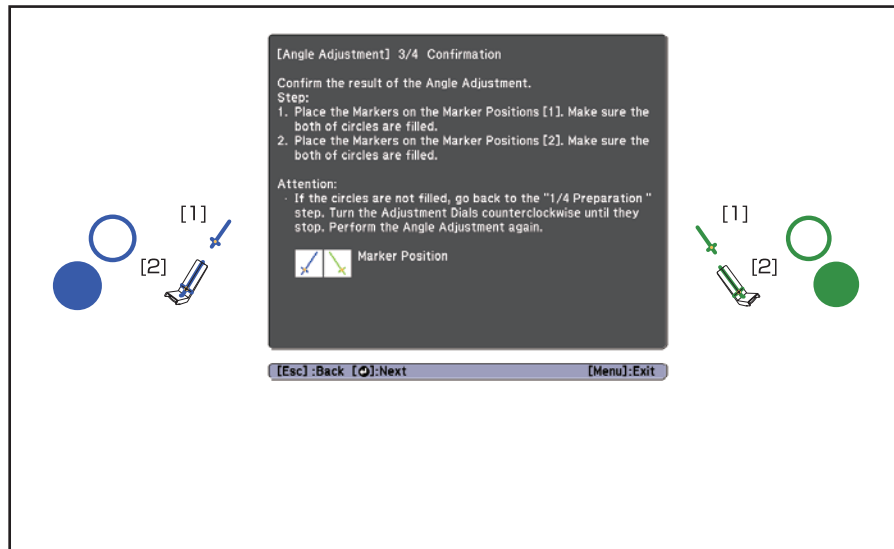 [Angle Adjustment] 3/4 Confirmation
Confirm the result of the Angle Adjustment.
Step:
1. Place the Markers on the Marker Positions [1]. Make sure the
both of circles are filled.
2. Place the Markers on the Marker Positions [2]. Make sure the
both of circles are filled.
Attention:
· If the circles are not filled, go back to the "1/4 Preparation "
step. Turn the Adjustment Dials counterclockwise until they
stop. Perform the Angle Adjustment again.
Marker Position
[1]
[2]
[1]
[2]
[Esc] :Back [⏎]:Next [Menu]:Exit